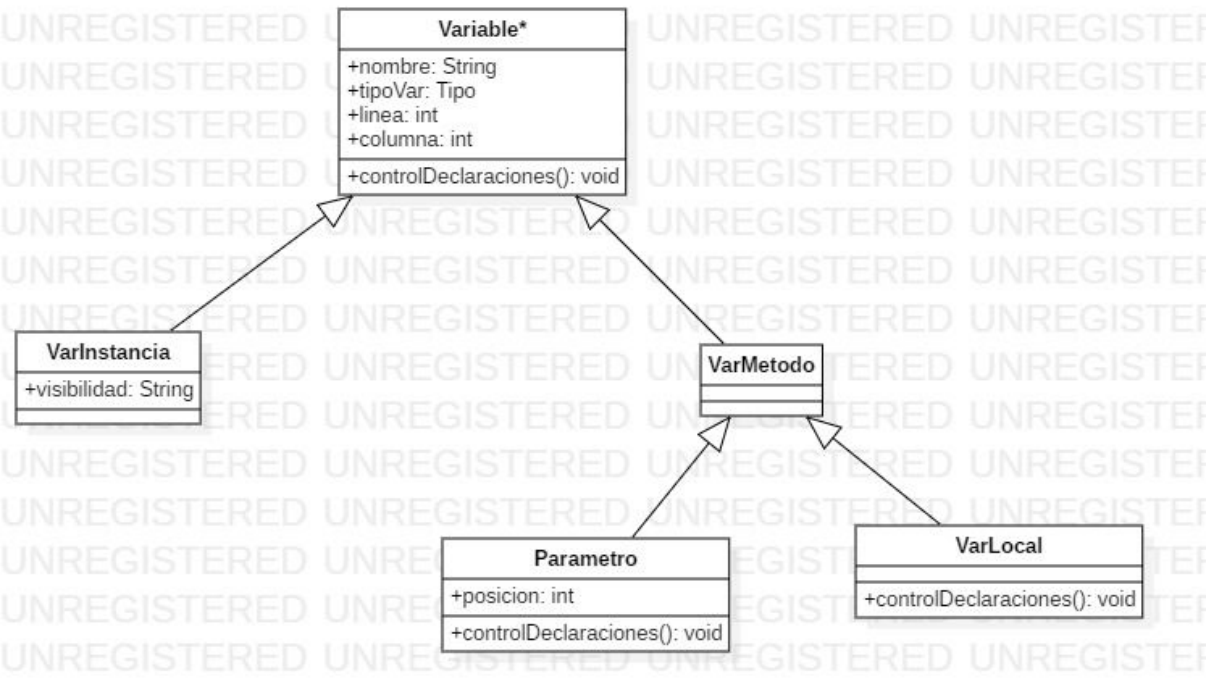 Variable*
+nombre: String
+tipoVar: Tipo
+linea: int
+columna: int
+controlDeclaraciones(): void
VarInstancia
+visibilidad: String
VarMetodo
Parametro
+posicion: int
+controlDeclaraciones(): void
VarLocal
+controlDeclaraciones(): void
UNREGISTERED